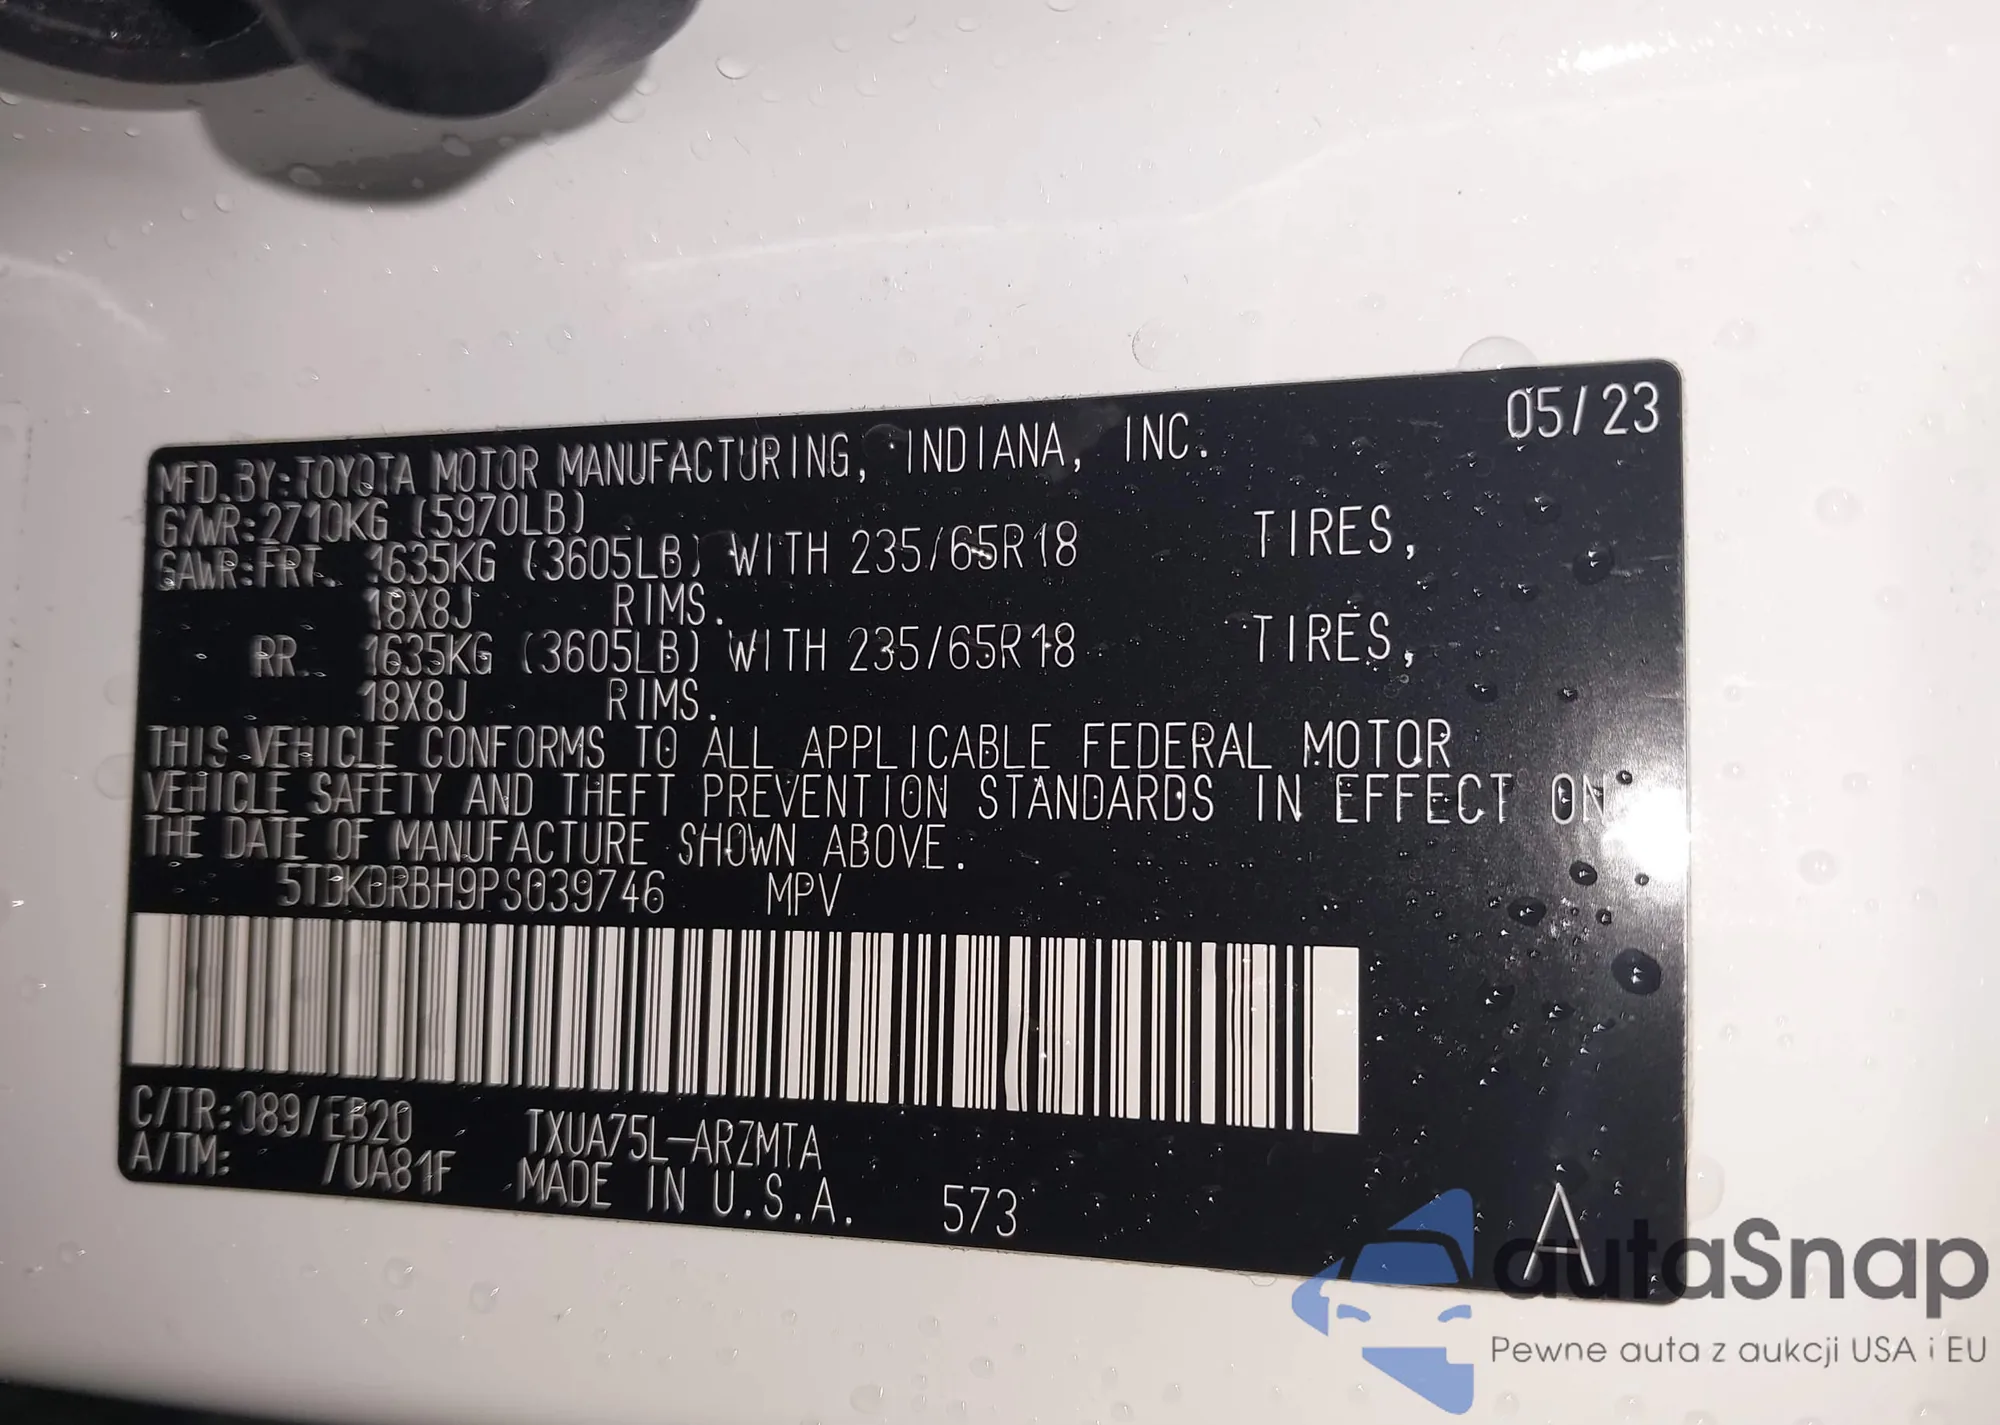 05/23
MFD.BY:TOYOTA MOTOR MANUFACTURING, INDIANA, INC.
GVWR:2710KG (5970LB)
GAWR:FRT. 1635KG (3605LB) WITH 235/65R18 TIRES,
18X8J RIMS.
RR. 1635KG (3605LB) WITH 235/65R18 TIRES,
18X8J RIMS.
THIS VEHICLE CONFORMS TO ALL APPLICABLE FEDERAL MOTOR
VEHICLE SAFETY AND THEFT PREVENTION STANDARDS IN EFFECT ON
THE DATE OF MANUFACTURE SHOWN ABOVE.
5TDKDRBH9PS039746 MPV
C/TR:089/EB20 TXUA75L-ARZMTA
A/TM: /UA81F MADE IN U.S.A. 573
A
autaSnap
Pewne auta z aukcji USA i EU